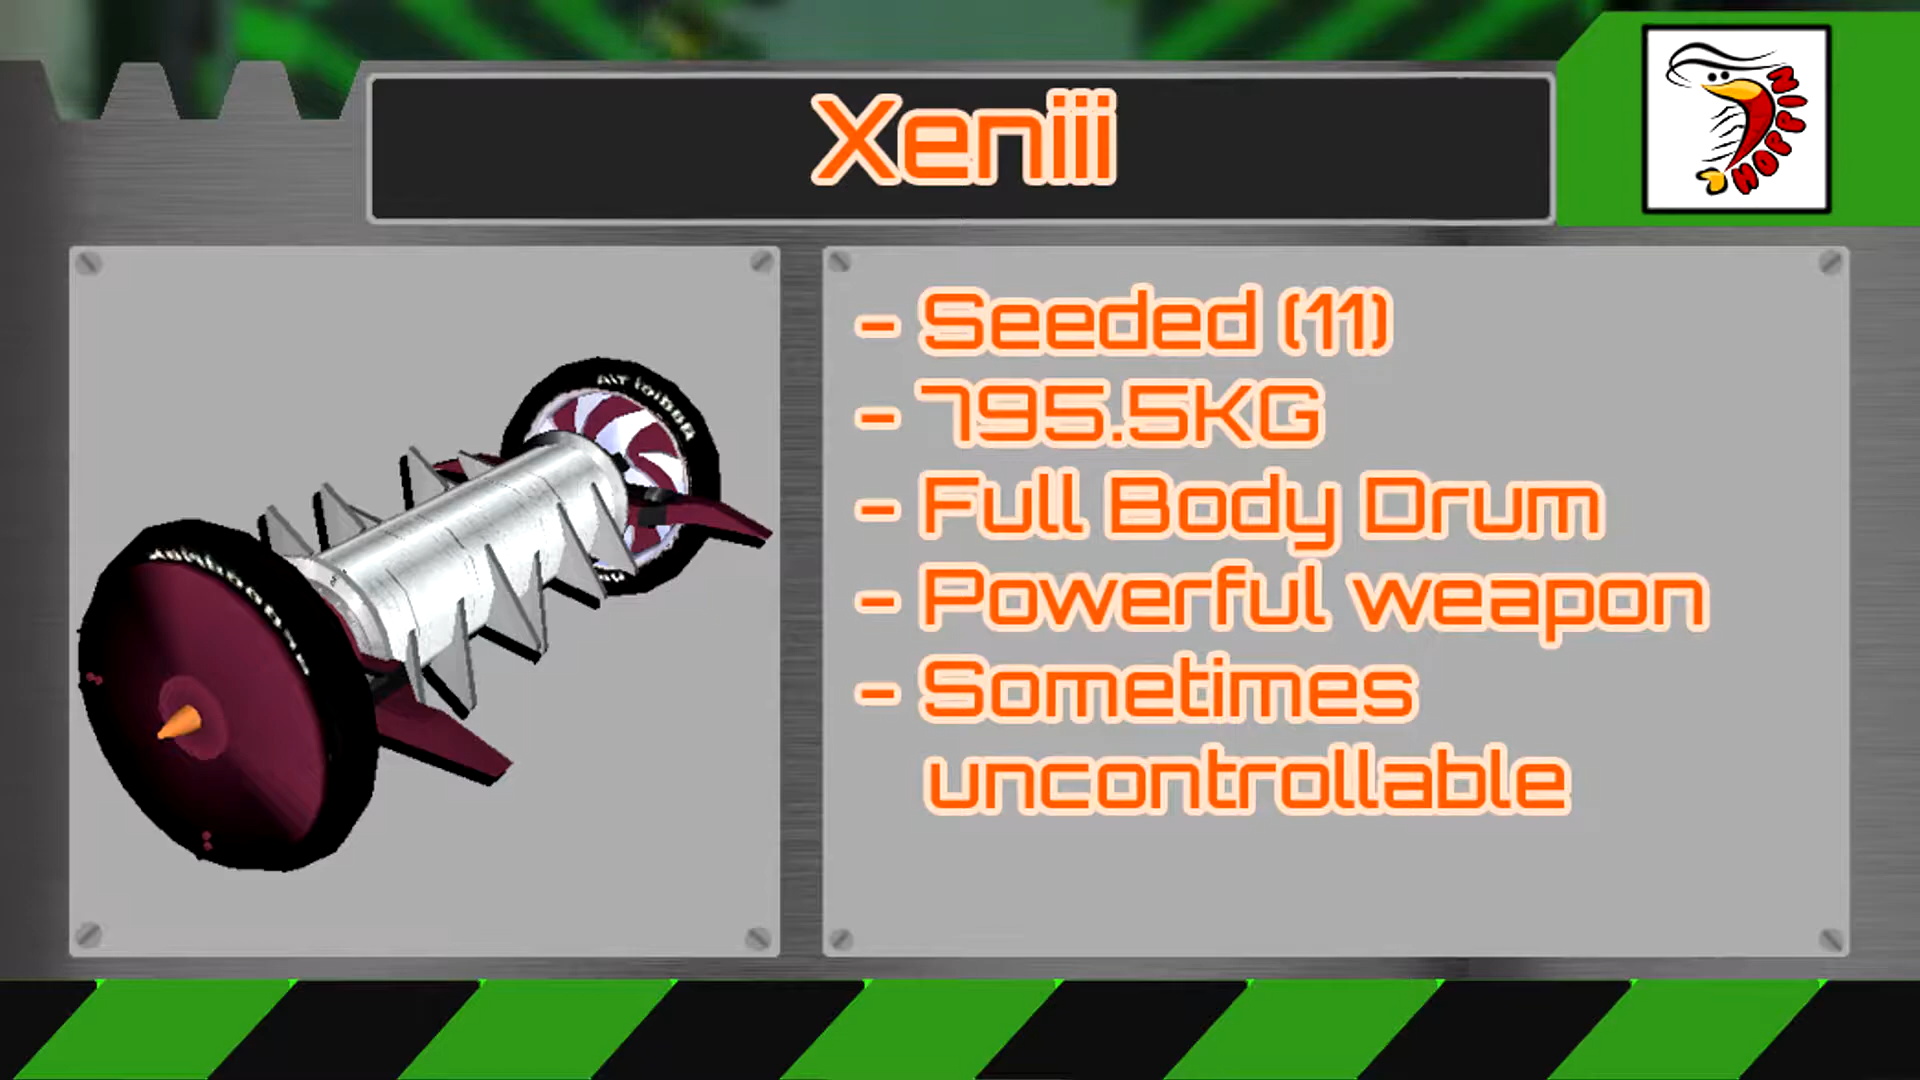 Xeniii
HOPPIN
- Seeded (11)
- 795.5KG
- Full Body Drum
- Powerful weapon
- Sometimes
uncontrollable